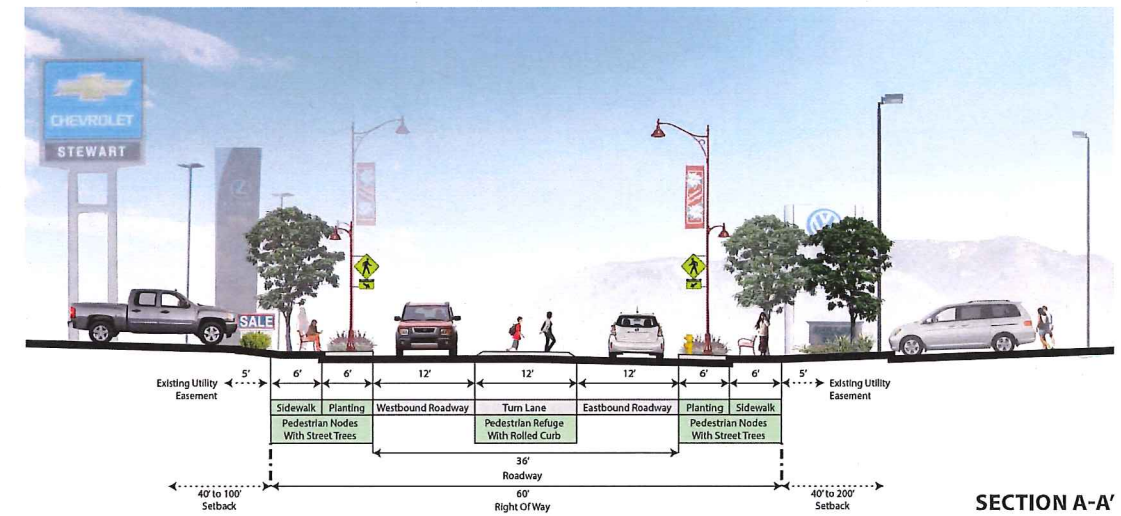 CHEVROLET
STEWART
SALE
5'
6'
6'
12'
12'
12'
6'
6'
5'
Existing Utility
Easement
Existing Utility
Easement
Sidewalk
Planting
Westbound Roadway
Turn Lane
Eastbound Roadway
Planting
Sidewalk
Pedestrian Nodes
With Street Trees
Pedestrian Refuge
With Rolled Curb
Pedestrian Nodes
With Street Trees
36'
Roadway
40' to 100'
Setback
60'
Right Of Way
40' to 200'
Setback
SECTION A-A'